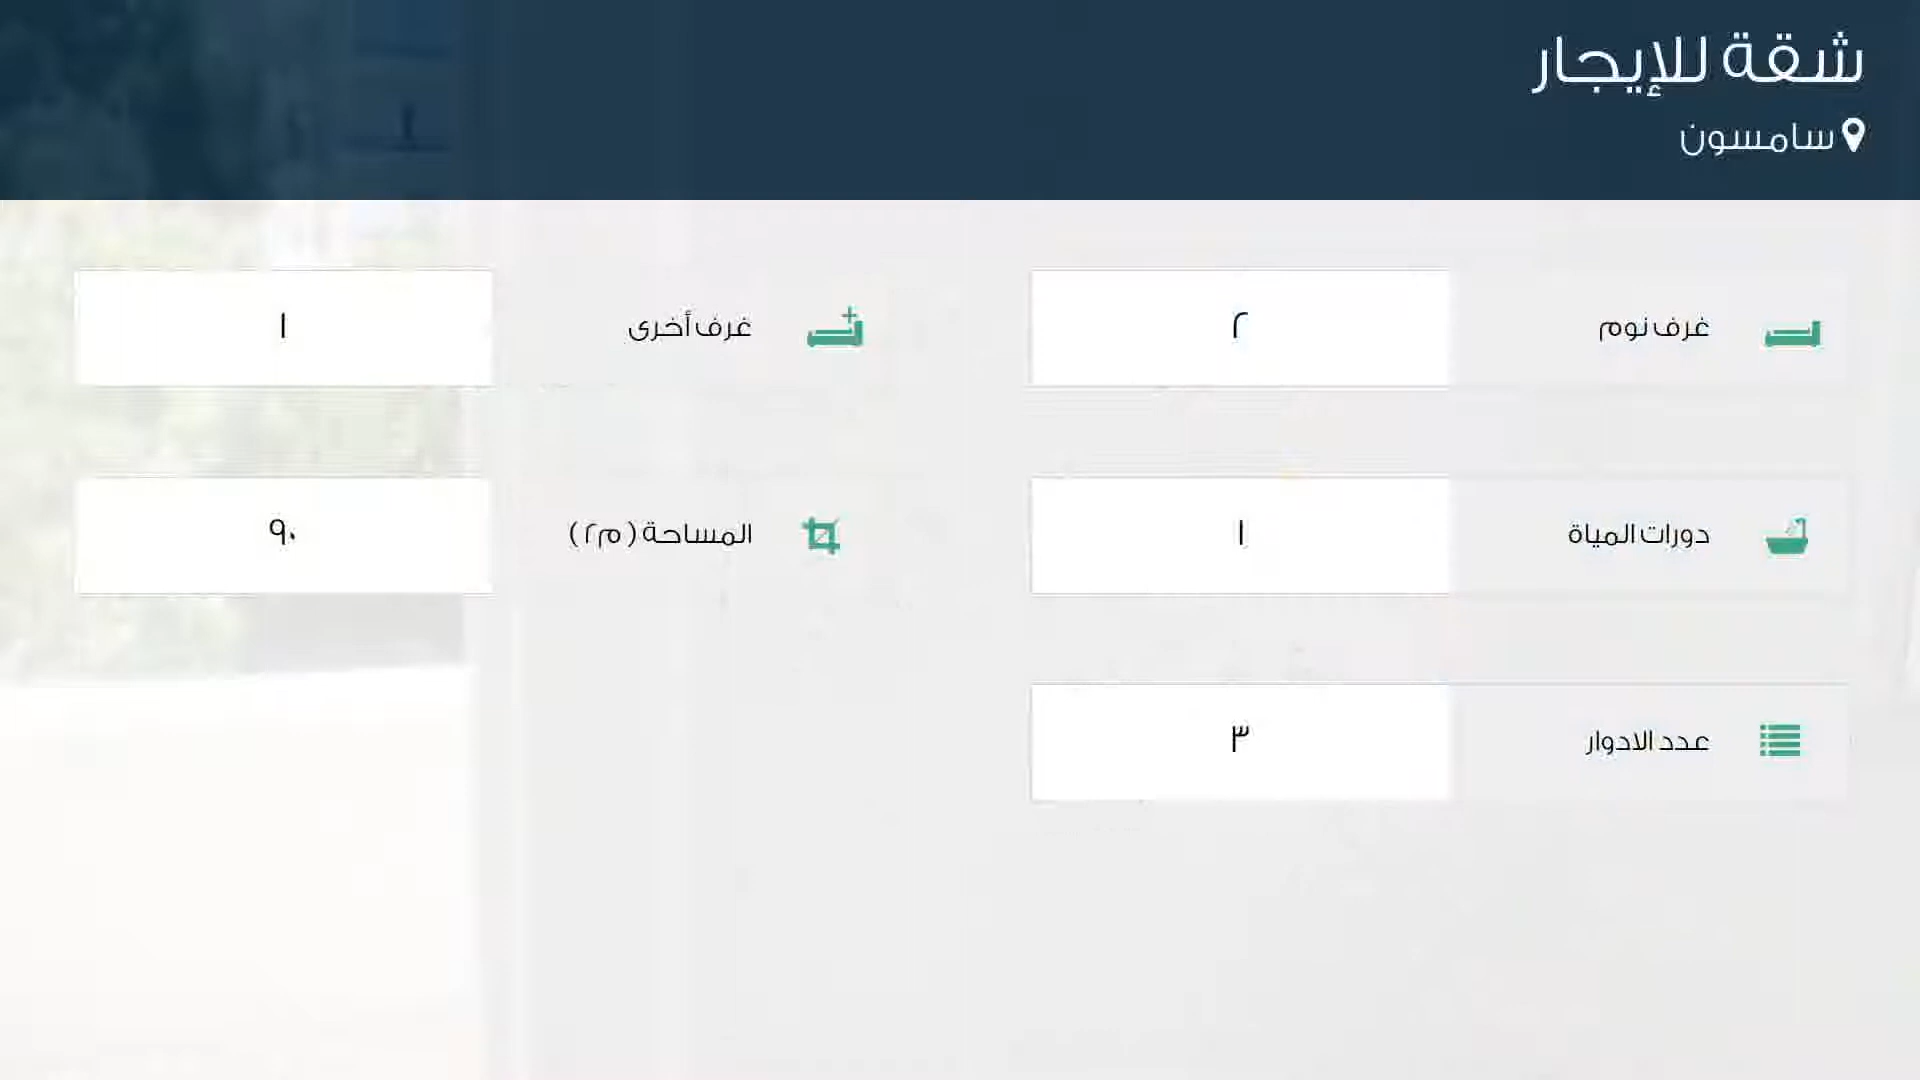 شقة للإيجار
سامسون
غرف نوم
٢
غرف أخرى
١
دورات المياة
١
المساحة (م٢)
٩٠
عدد الادوار
٣